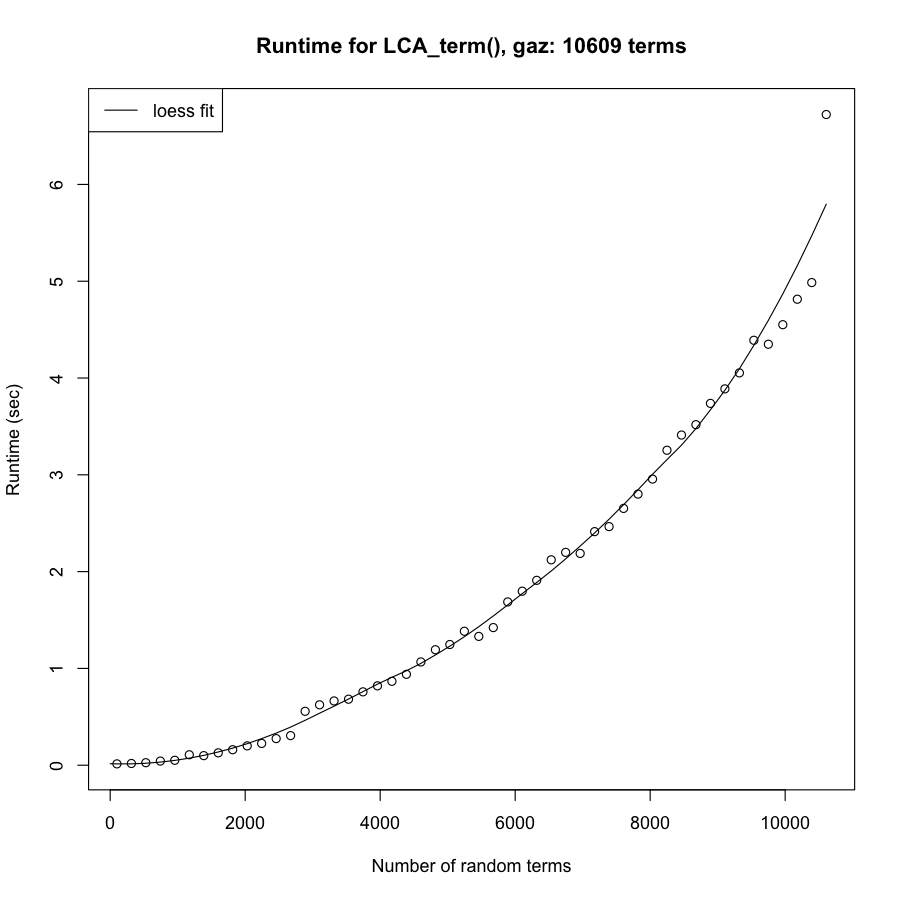 Runtime for LCA_term(), gaz: 10609 terms
loess fit
6
5
4
3
2
1
0
Runtime (sec)
0 2000 4000 6000 8000 10000
Number of random terms